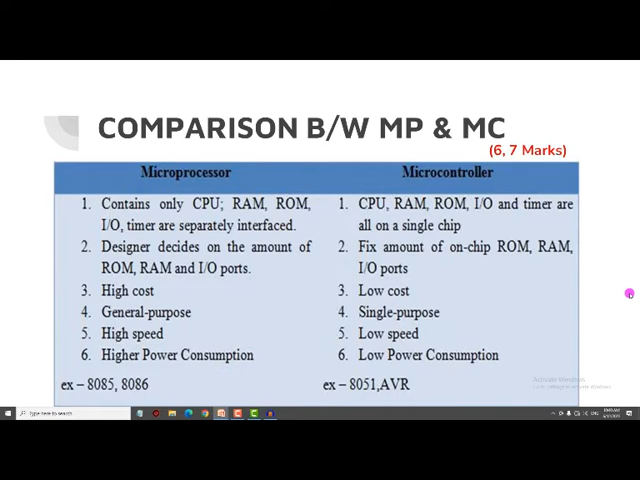 COMPARISON B/W MP & MC
(6, 7 Marks)
Microprocessor
1. Contains only CPU; RAM, ROM,
I/O, timer are separately interfaced.
2. Designer decides on the amount of
ROM, RAM and I/O ports.
3. High cost
4. General-purpose
5. High speed
6. Higher Power Consumption
ex – 8085, 8086
Microcontroller
1. CPU, RAM, ROM, I/O and timer are
all on a single chip
2. Fix amount of on-chip ROM, RAM,
I/O ports
3. Low cost
4. Single-purpose
5. Low speed
6. Low Power Consumption
ex – 8051,AVR
Activate Windows
Type here to search
ENG